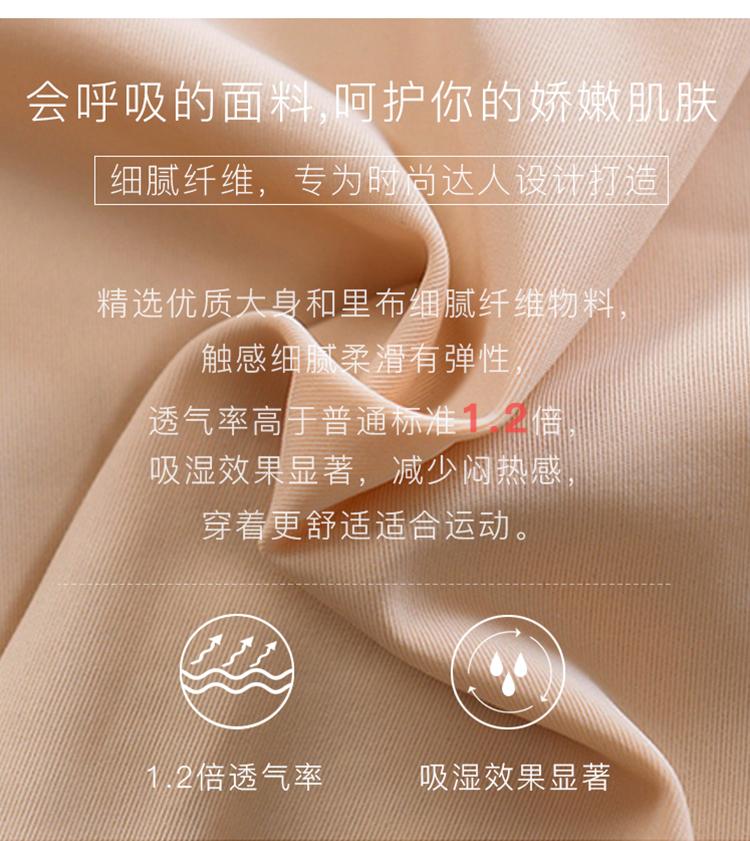 会呼吸的面料,呵护你的娇嫩肌肤
细腻纤维，专为时尚达人设计打造
精选优质大身和里布细腻纤维物料，
触感细腻柔滑有弹性，
透气率高于普通标准1.2倍，
吸湿效果显著，减少闷热感，
穿着更舒适适合运动。
1.2倍透气率
吸湿效果显著